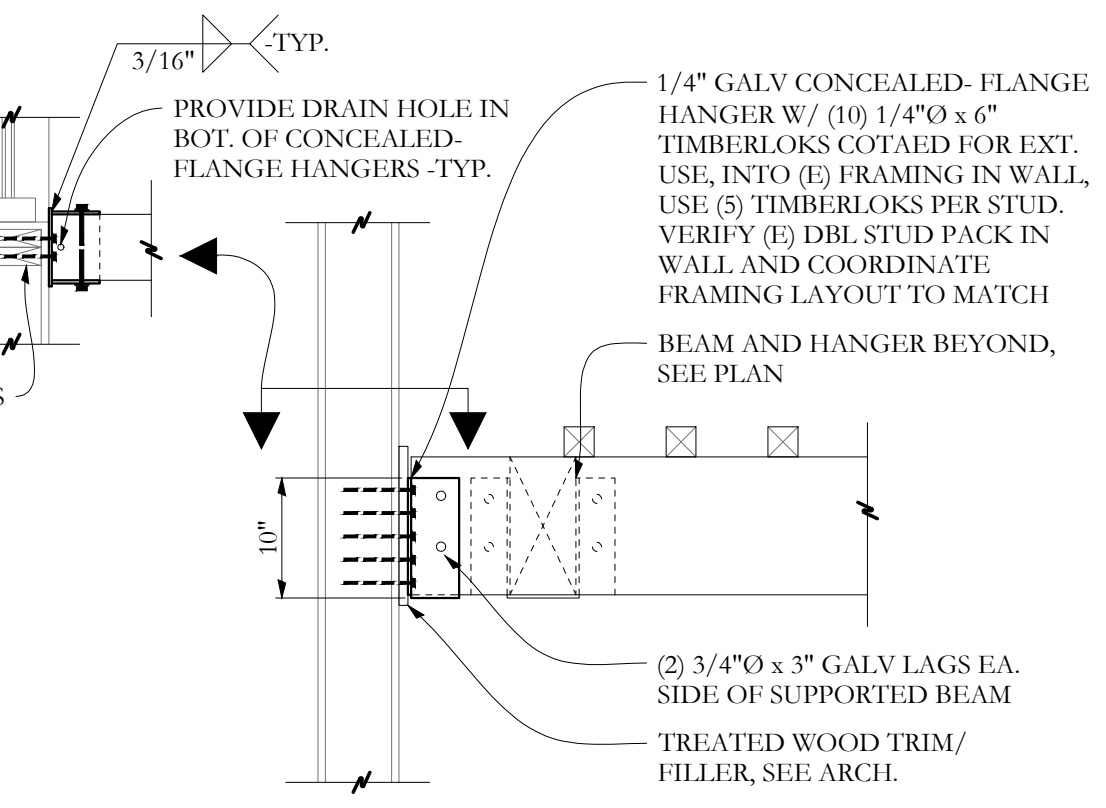 3/16"
-TYP.
PROVIDE DRAIN HOLE IN
BOT. OF CONCEALED-
FLANGE HANGERS -TYP.
S
1/4" GALV CONCEALED- FLANGE
HANGER W/ (10) 1/4"Ø x 6"
TIMBERLOKS COTAED FOR EXT.
USE, INTO (E) FRAMING IN WALL,
USE (5) TIMBERLOKS PER STUD.
VERIFY (E) DBL STUD PACK IN
WALL AND COORDINATE
FRAMING LAYOUT TO MATCH
BEAM AND HANGER BEYOND,
SEE PLAN
10"
(2) 3/4"Ø x 3" GALV LAGS EA.
SIDE OF SUPPORTED BEAM
TREATED WOOD TRIM/
FILLER, SEE ARCH.